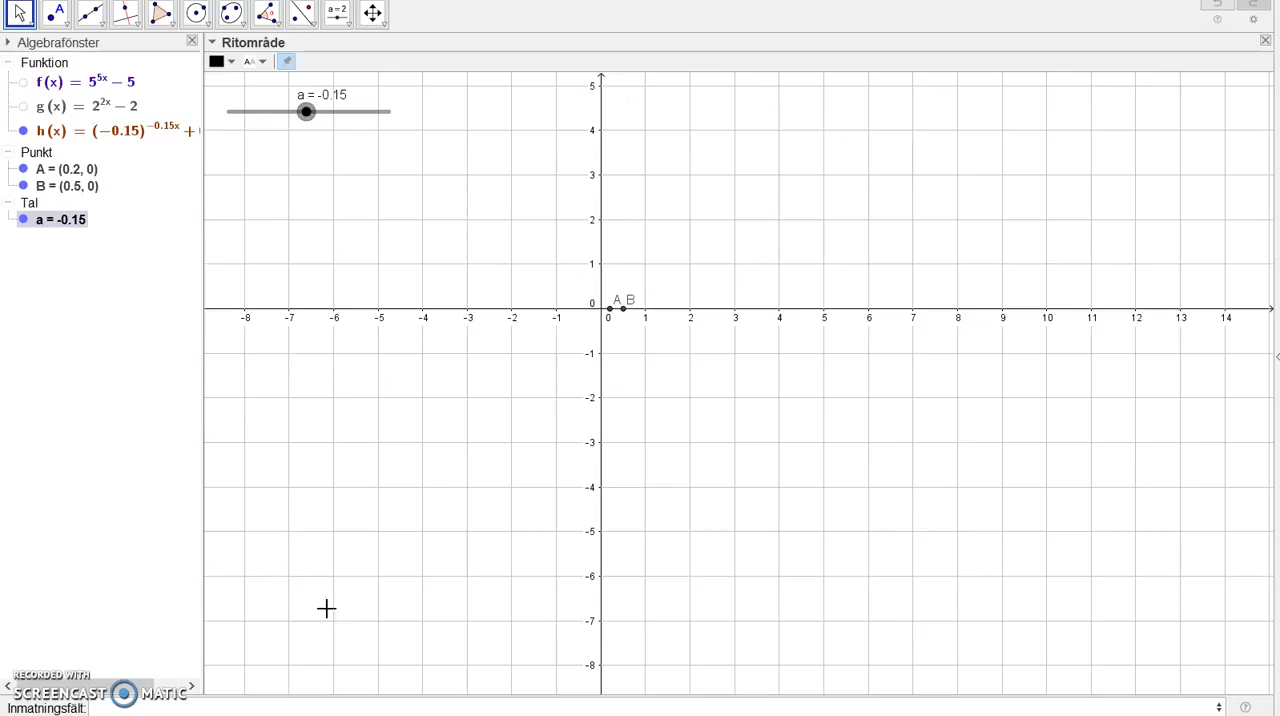 a = 2
Algebrafönster
Ritområde
Funktion
f(x) = 5^5x − 5
g(x) = 2^2x − 2
h(x) = (−0.15)^−0.15x +
Punkt
A = (0.2, 0)
B = (0.5, 0)
Tal
a = -0.15
A
AA
a = -0.15
5
4
3
2
1
0
A B
-8 -7 -6 -5 -4 -3 -2 -1 0 1 2 3 4 5 6 7 8 9 10 11 12 13 14
-1
-2
-3
-4
-5
-6
-7
-8
RECORDED WITH
SCREENCAST MATIC
Inmatningsfält: